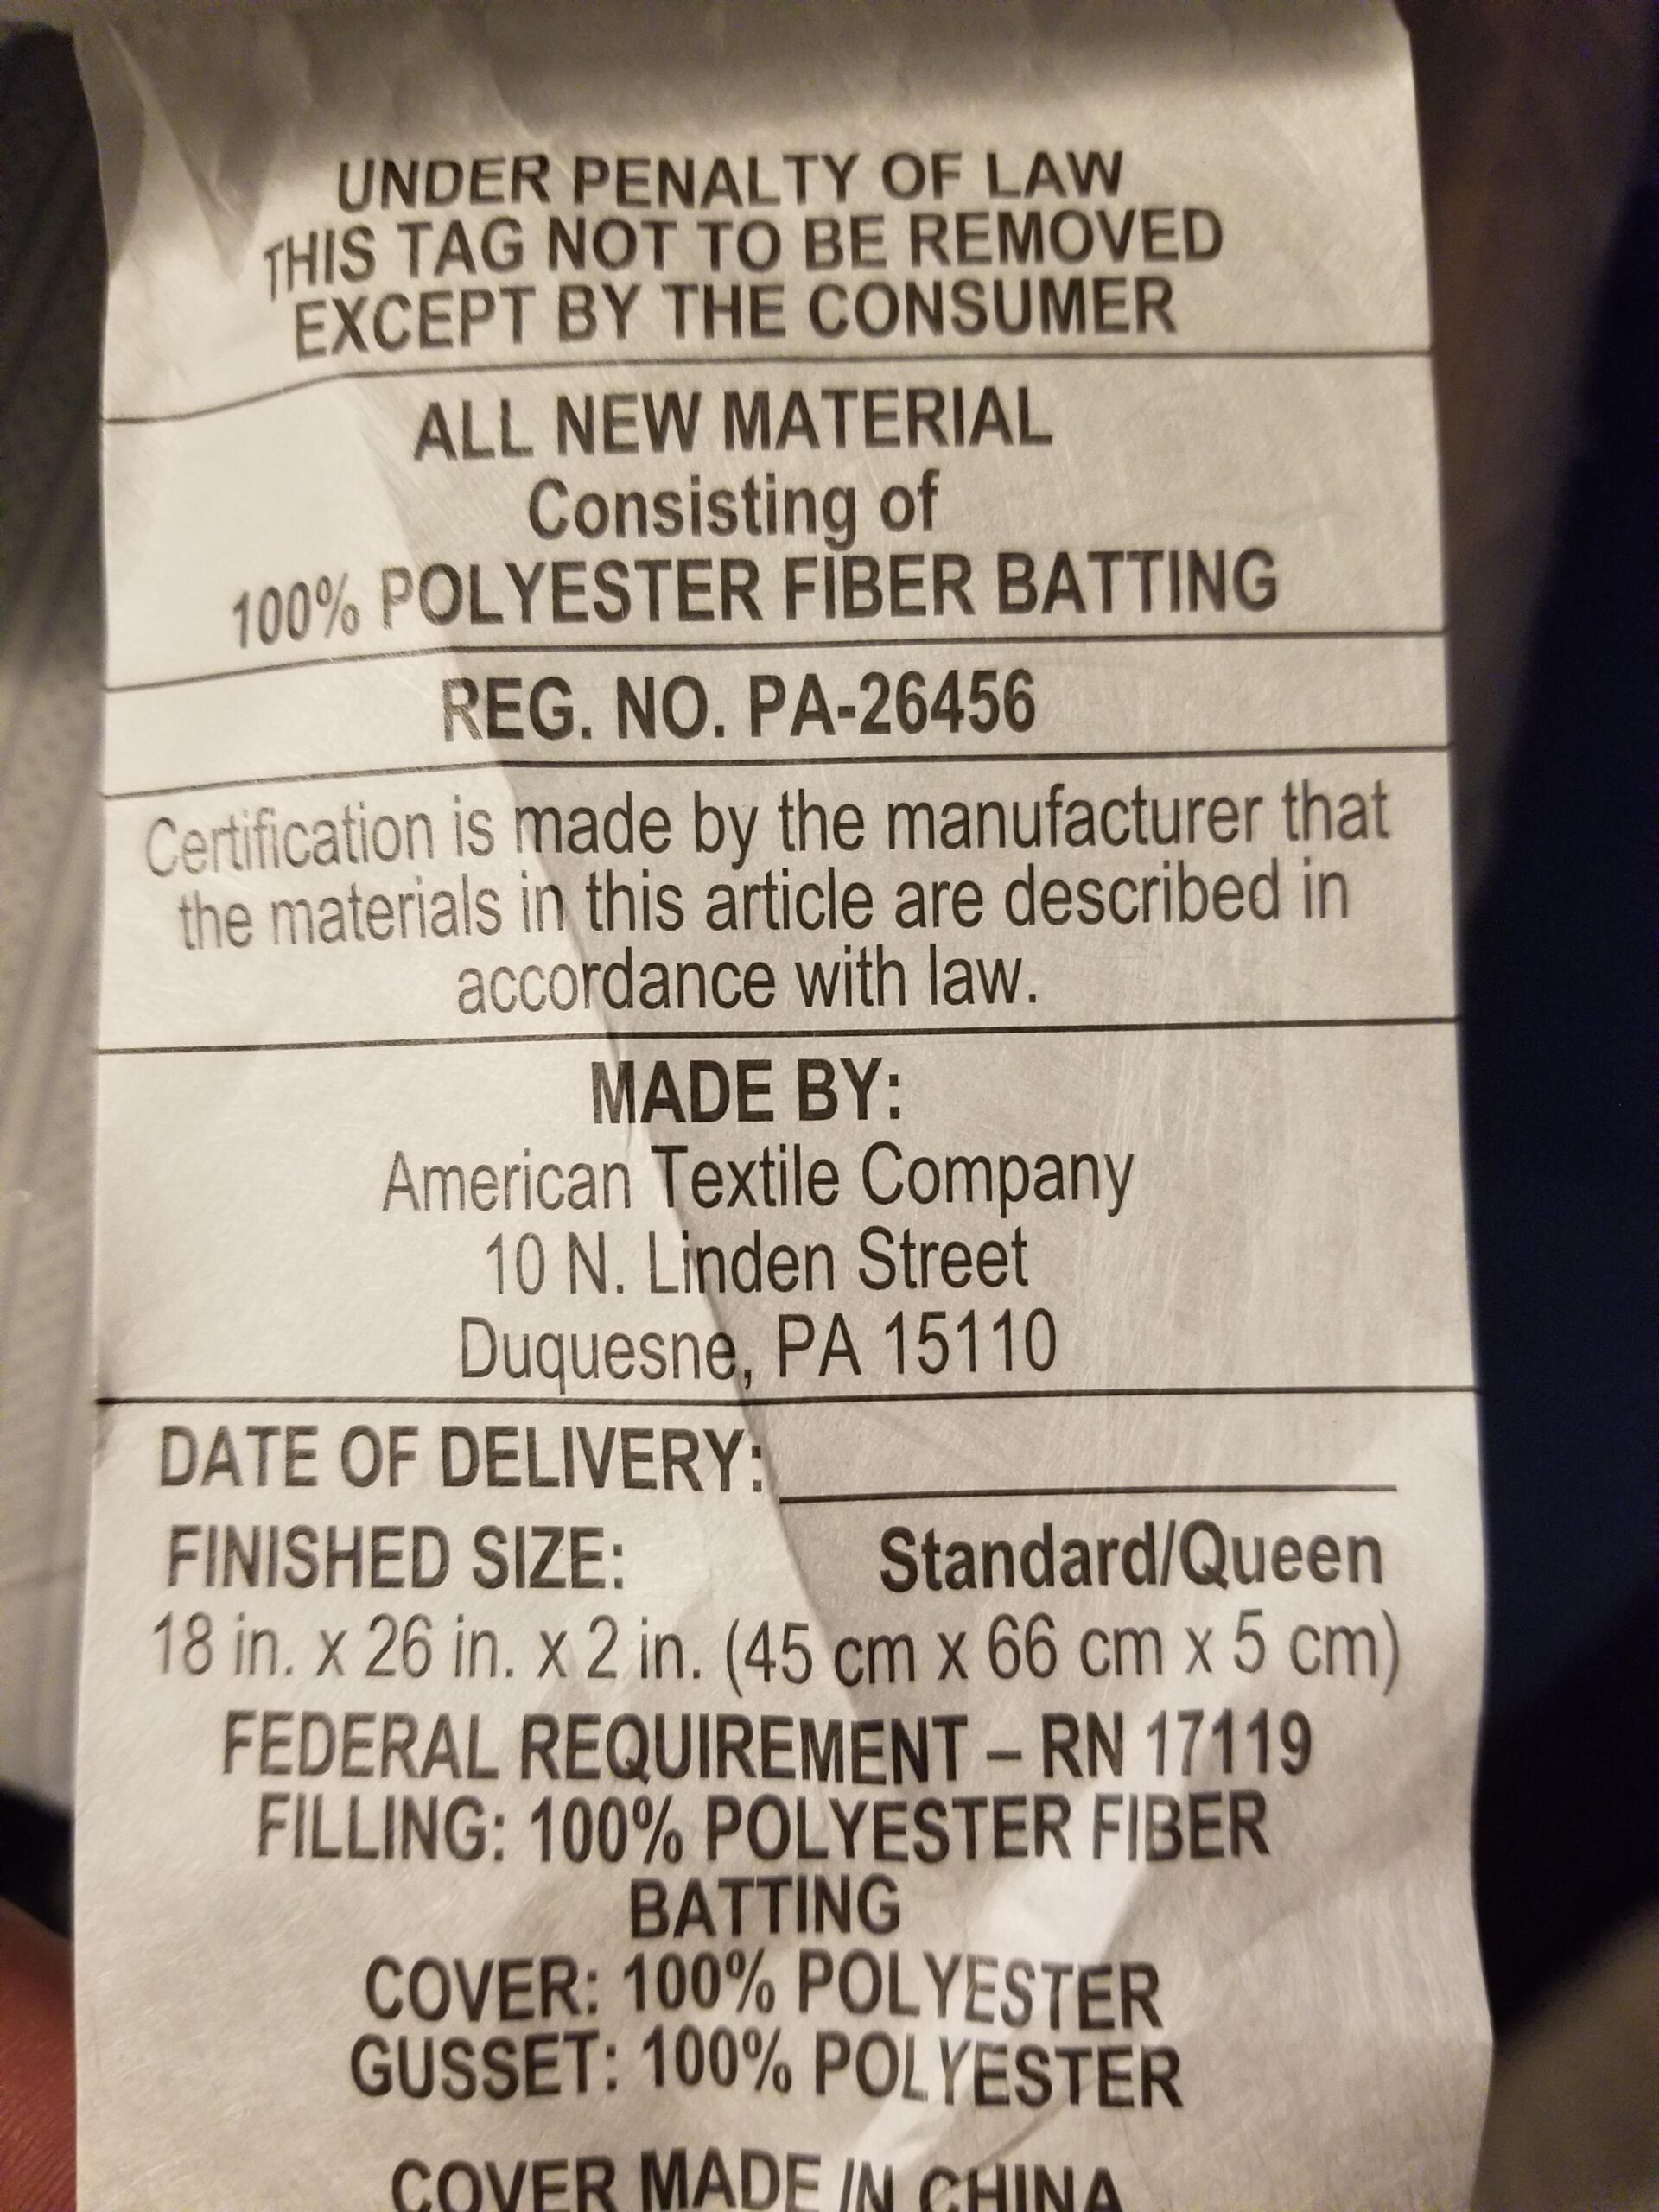 UNDER PENALTY OF LAW
THIS TAG NOT TO BE REMOVED
EXCEPT BY THE CONSUMER
ALL NEW MATERIAL
Consisting of
100% POLYESTER FIBER BATTING
REG. NO. PA-26456
Certification is made by the manufacturer that
the materials in this article are described in
accordance with law.
MADE BY:
American Textile Company
10 N. Linden Street
Duquesne, PA 15110
DATE OF DELIVERY:
FINISHED SIZE: Standard/Queen
18 in. x 26 in. x 2 in. (45 cm x 66 cm x 5 cm)
FEDERAL REQUIREMENT – RN 17119
FILLING: 100% POLYESTER FIBER
BATTING
COVER: 100% POLYESTER
GUSSET: 100% POLYESTER
COVER MADE IN CHINA